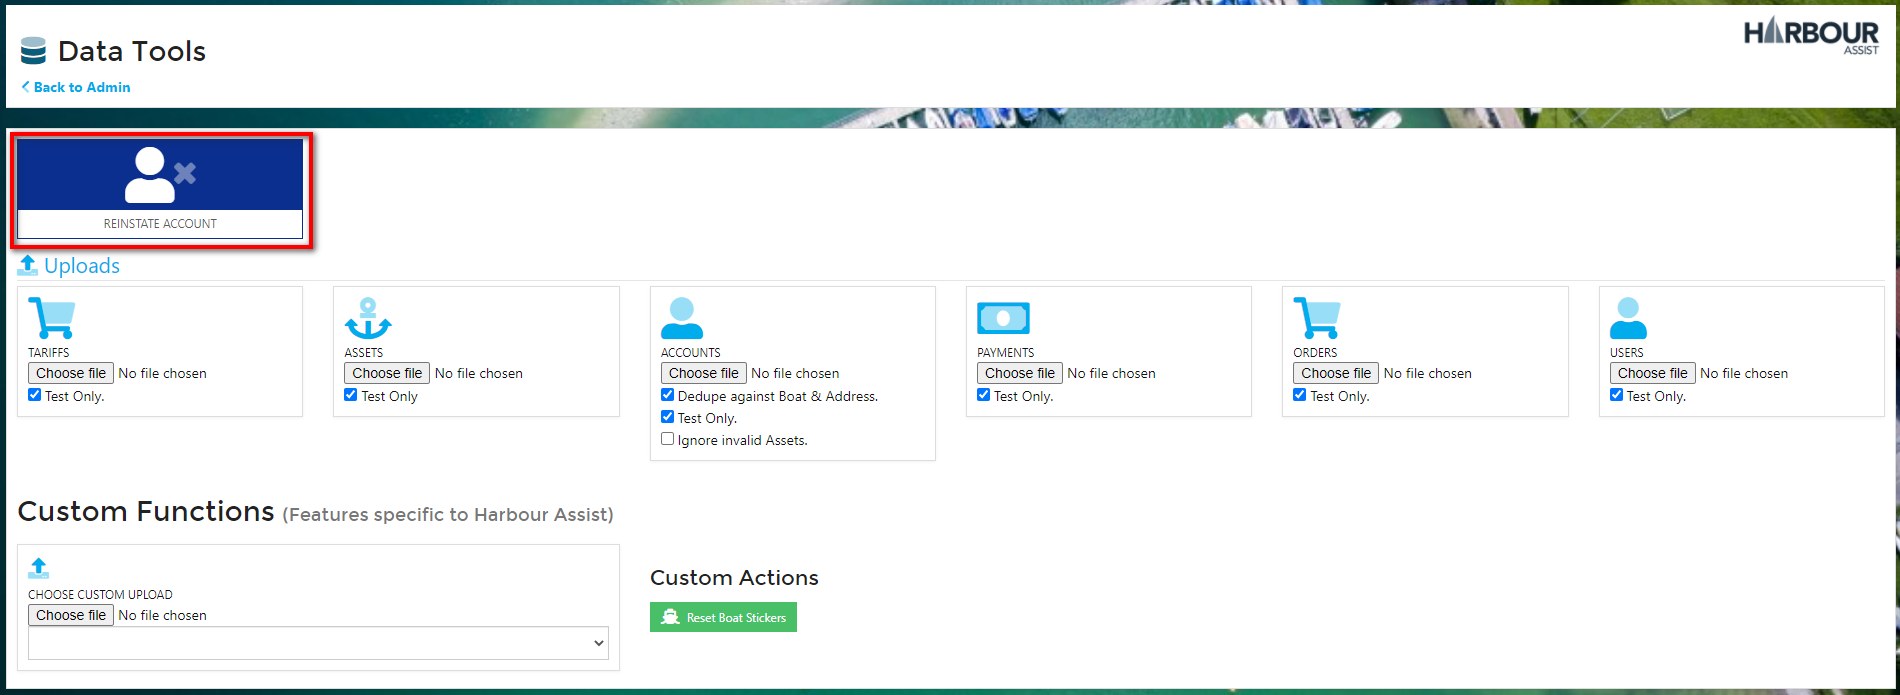 Data Tools
HARBOUR
ASSIST
Back to Admin
REINSTATE ACCOUNT
Uploads
TARIFFS
Choose file No file chosen
Test Only.
ASSETS
Choose file No file chosen
Test Only
ACCOUNTS
Choose file No file chosen
Dedupe against Boat & Address.
Test Only.
Ignore invalid Assets.
PAYMENTS
Choose file No file chosen
Test Only.
ORDERS
Choose file No file chosen
Test Only.
USERS
Choose file No file chosen
Test Only.
Custom Functions (Features specific to Harbour Assist)
CHOOSE CUSTOM UPLOAD
Choose file No file chosen
Custom Actions
Reset Boat Stickers